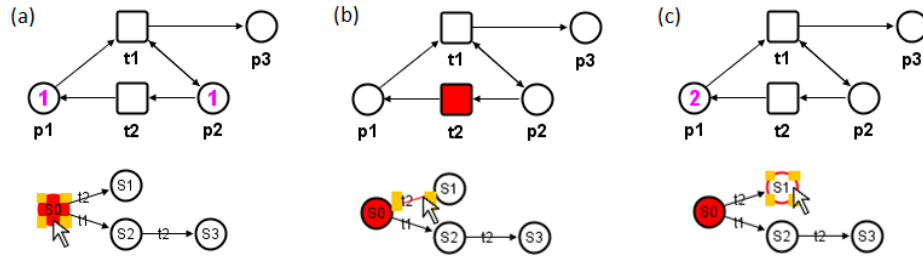 (a) (b) (c)
t1 p3 t1 p3 t1 p3
1 1 2
p1 t2 p2 p1 t2 p2 p1 t2 p2
S0 t2 S1 S0 t2 S1 S0 t2 S1
t1 S2 t2 S3 t1 S2 t2 S3 t1 S2 t2 S3